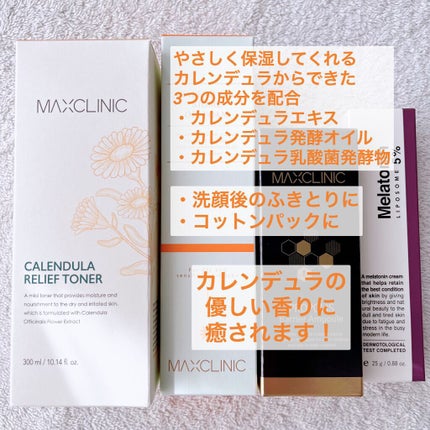 やさしく保湿してくれる
カレンデュラからできた
3つの成分を配合
・カレンデュラエキス
・カレンデュラ発酵オイル
・カレンデュラ乳酸菌発酵物
・洗顔後のふきとりに
・コットンパックに
カレンデュラの
優しい香りに
癒されます！
MAXCLINIC
CALENDULA
RELIEF TONER
A mild toner that provides moisture and
nourishment to the dry and irritated skin,
which is formulated with Calendula
Officinalis Flower Extract
300 ml / 10.14 fl. oz.
MAXCLINIC
MAXCLINIC
Melaton
LIPOSOME 5%
A melatonin cream
that helps retain
the best condition
of skin by giving
brightness and hat
natural beauty to the
dull and tired skin
due to fatigue and
stress in the busy
modern life.
DERMATOLOGICAL
TEST COMPLETED
25 g / 0.88 oz.